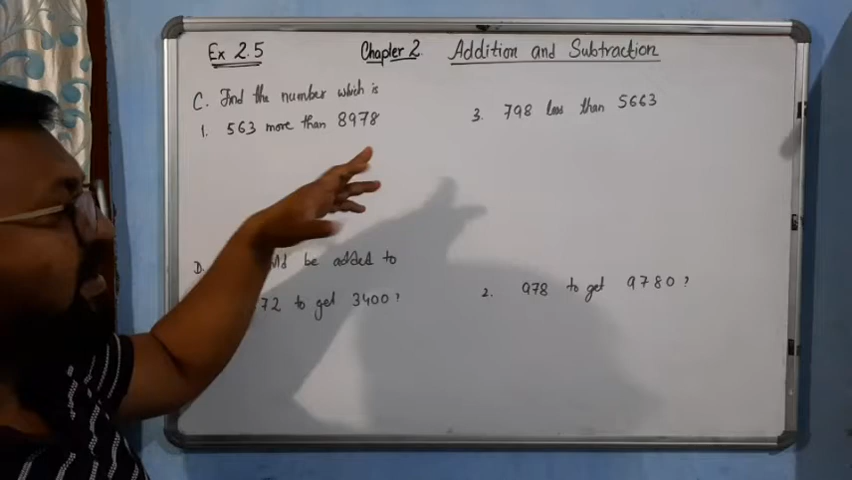 Ex 2.5 Chapter 2 Addition and Subtraction
C. Find the number which is
1. 563 more than 8978
3. 798 less than 5663
D. be added to
72 to get 3400?
2. 978 to get 9780?